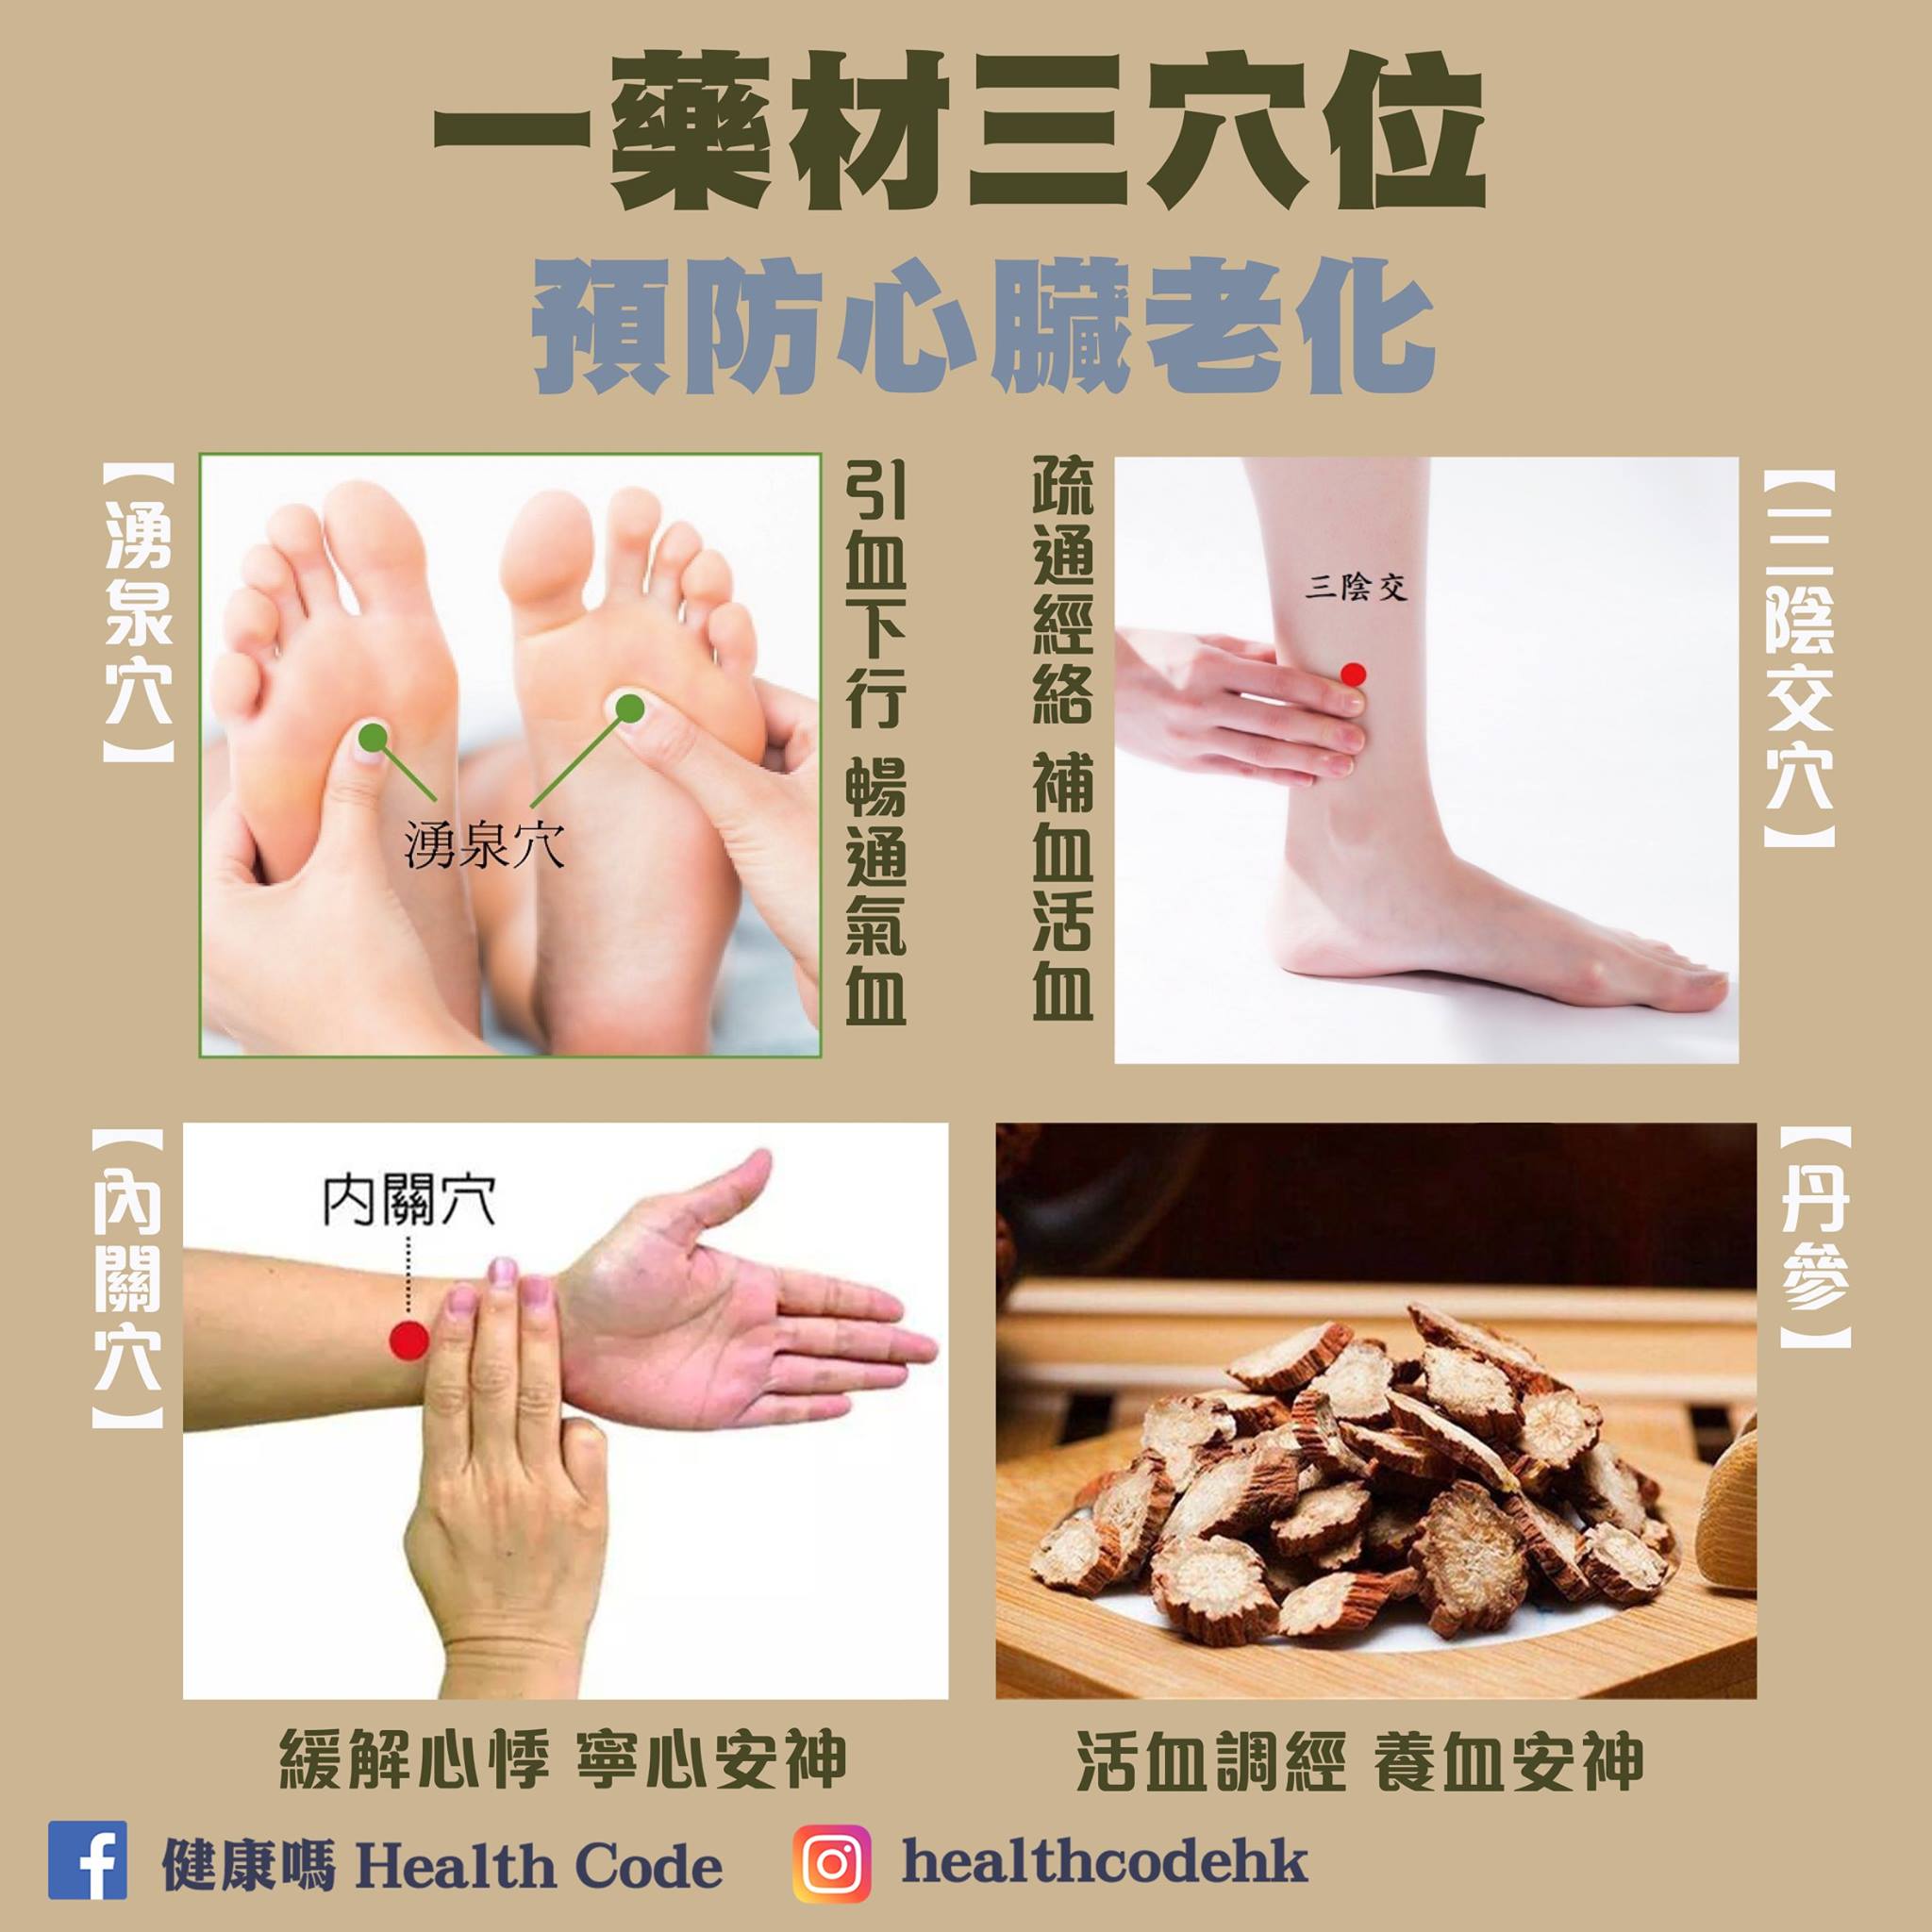 一藥材三穴位
預防心臟老化
【湧泉穴】
湧泉穴
引血下行 暢通氣血
疏通經絡 補血活血
三陰交
【三陰交穴】
【內關穴】
内關穴
緩解心悸 寧心安神
【丹參】
活血調經 養血安神
健康嗎 Health Code
healthcodehk